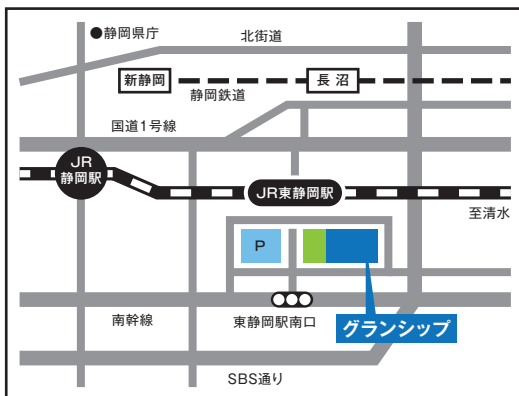 ●静岡県庁
北街道
新静岡
長沼
静岡鉄道
国道1号線
JR
静岡駅
JR東静岡駅
至清水
P
グランシップ
南幹線
東静岡駅南口
SBS通り